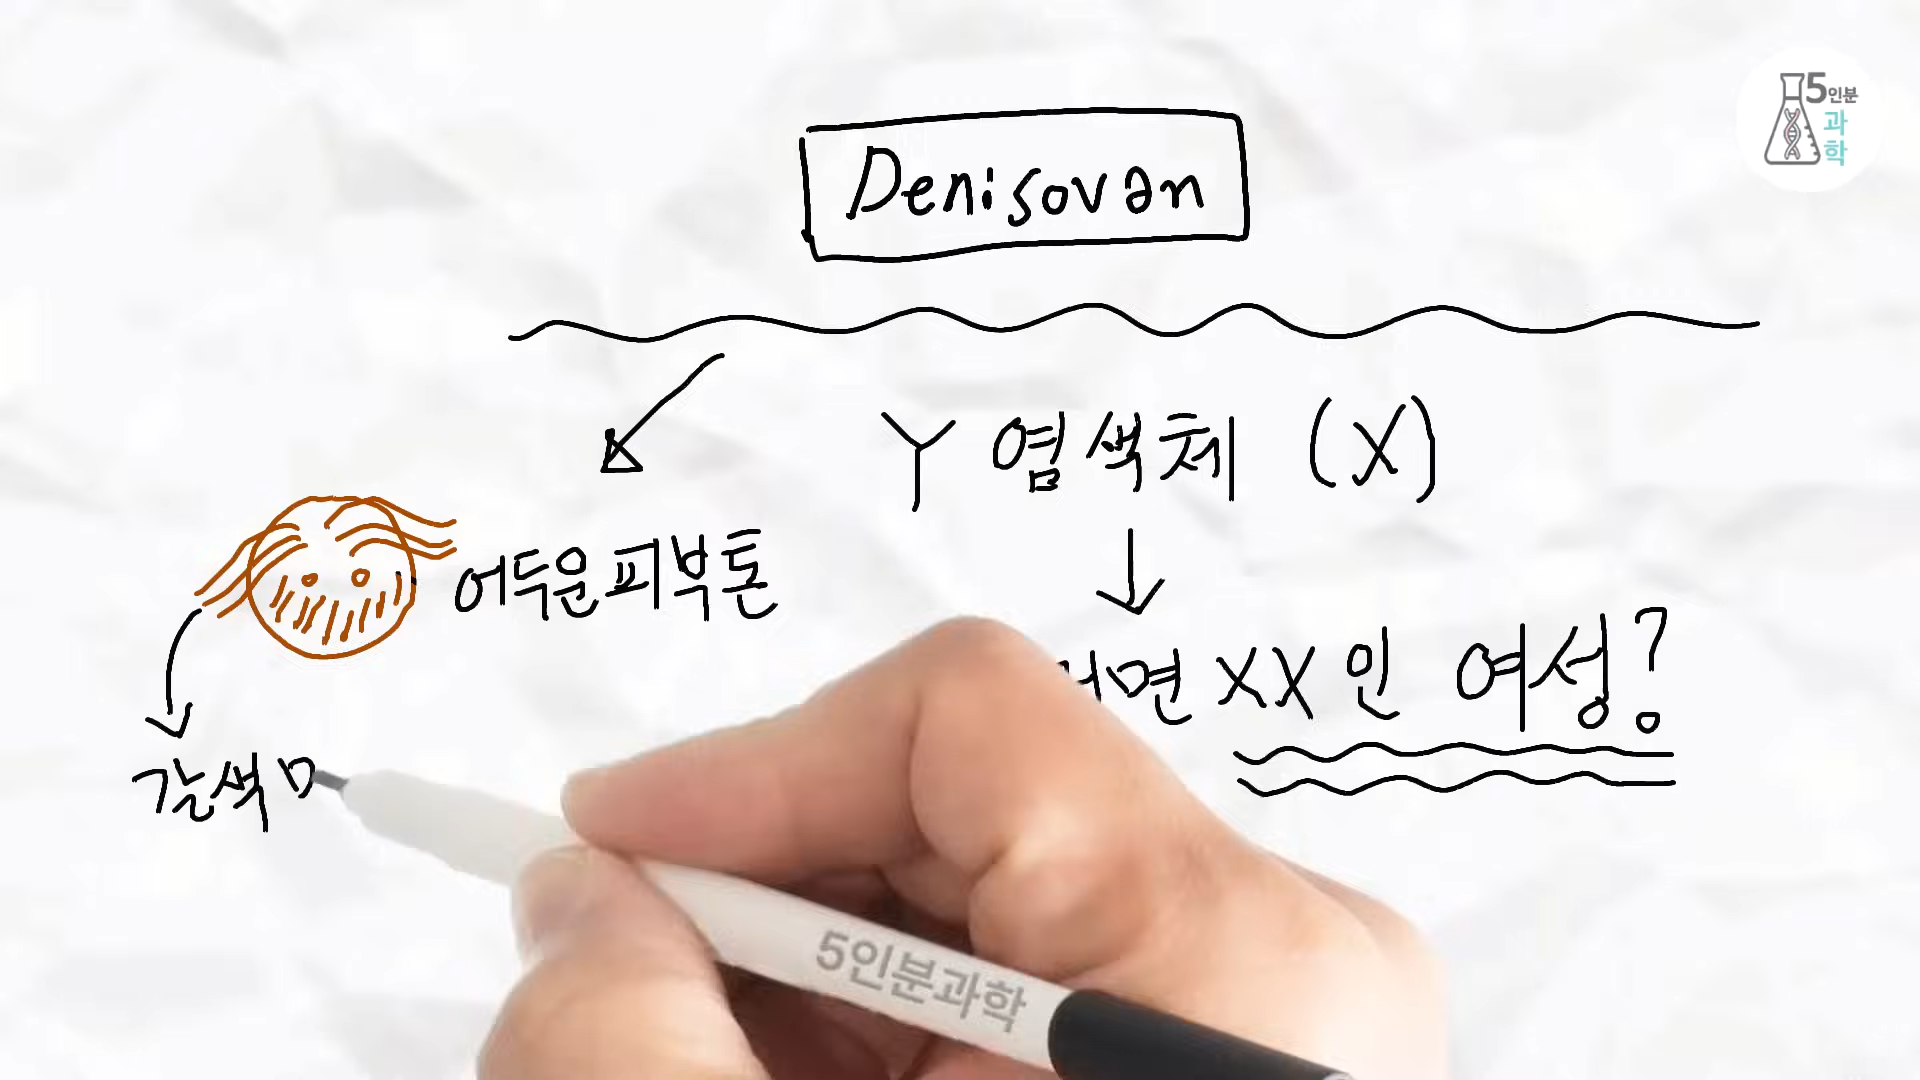 5인분
과학
Denisovan
Y 염색체 (X)
어두운 피부톤
XX인 여성?
갈색
5인분과학